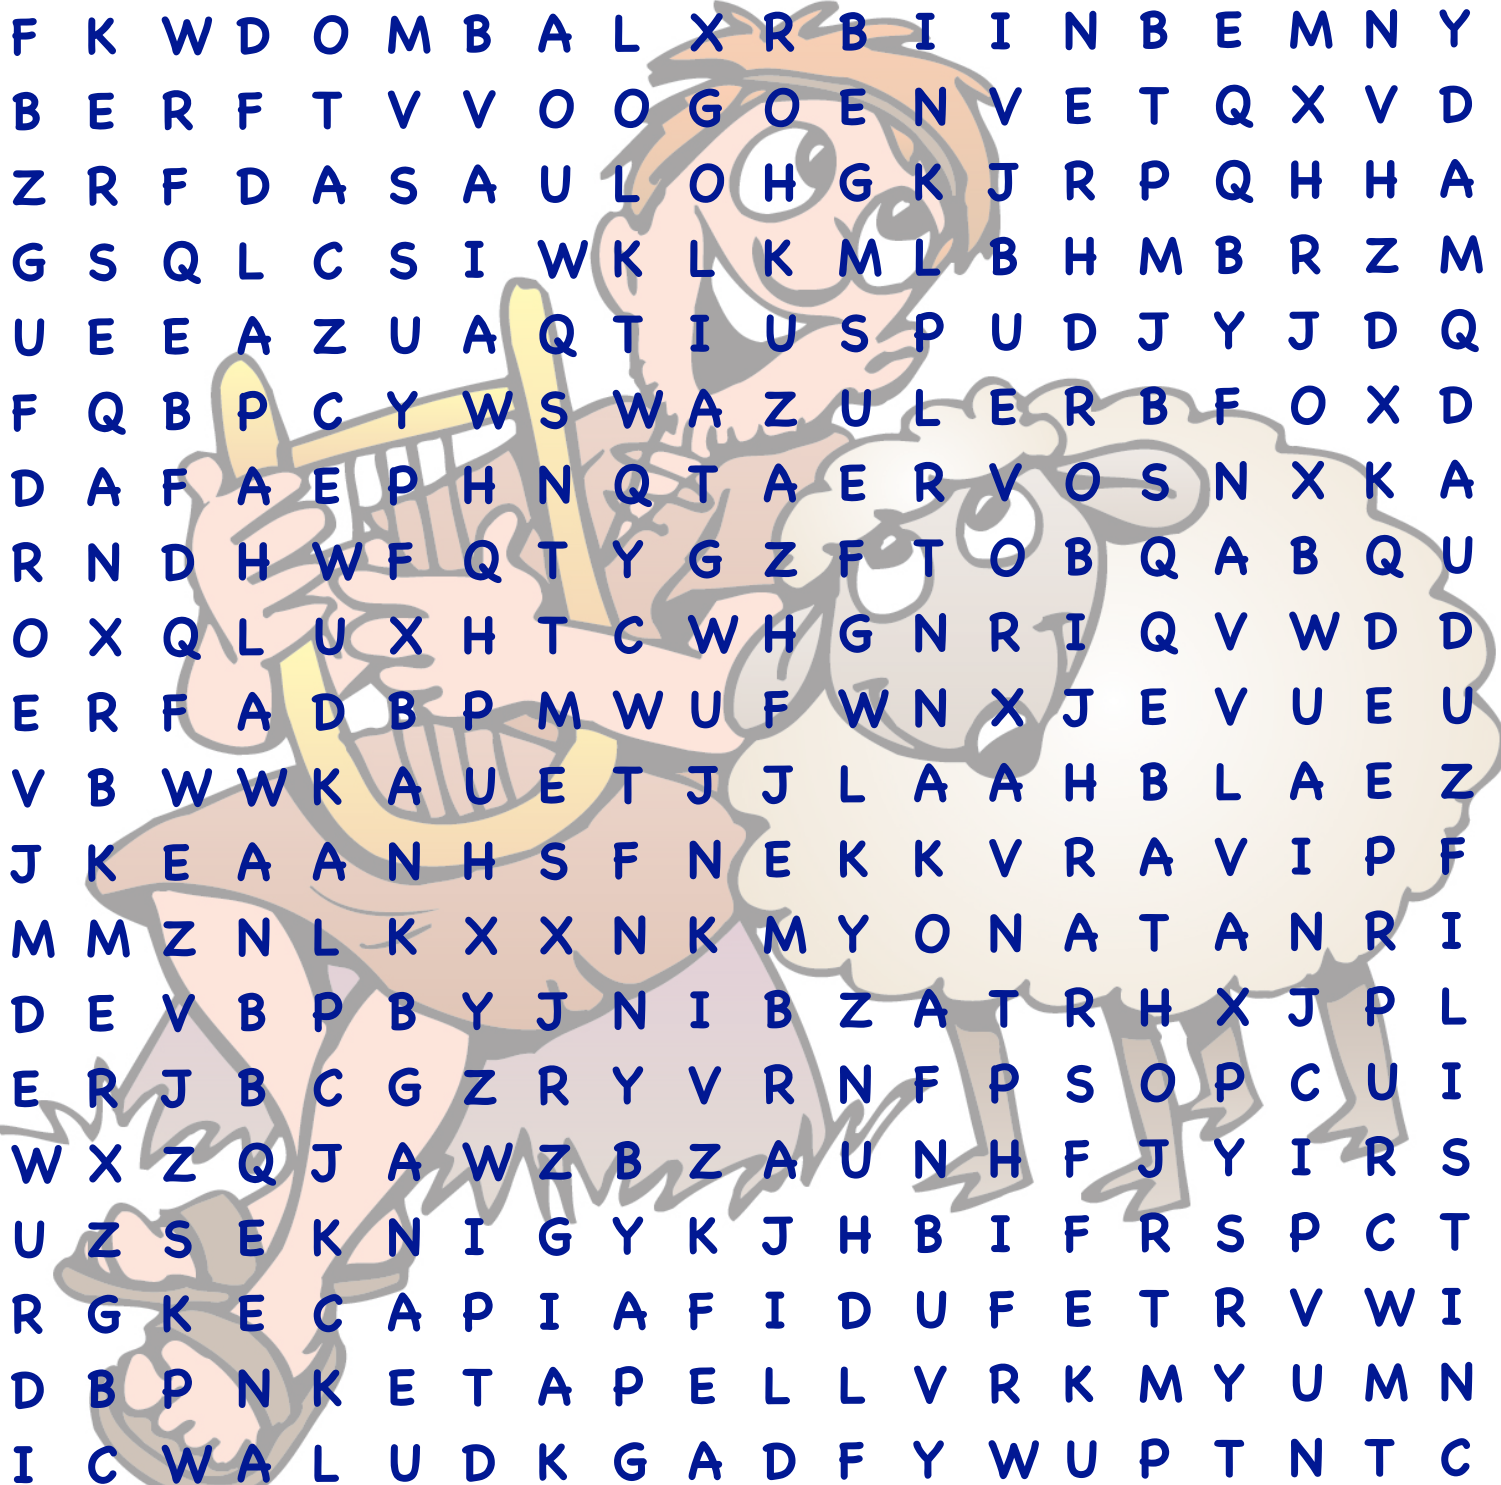 F K W D O M B A L X R B I I N B E M N Y
B E R F T V V O O G O E N V E T Q X V D
Z R F D A S A U L O H G K J R P Q H H A
G S Q L C S I W K L K M L B H M B R Z M
U E E A Z U A Q T I U S P U D J Y J D Q
F Q B P C Y W S W A Z U L E R B F O X D
D A F A E P H N Q T A E R V O S N X K A
R N D H W F Q T Y G Z F T O B Q A B Q U
O X Q L U X H T C W H G N R I Q V W D D
E R F A D B P M W U F W N X J E V U E U
V B W W K A U E T J J L A A H B L A E Z
J K E A A N H S F N E K K V R A V I P F
M M Z N L K X X N K M Y O N A T A N R I
D E V B P B Y J N I B Z A T R H X J P L
E R J B C G Z R Y V R N F P S O P C U I
W X Z Q J A W Z B Z A U N H F J Y I R S
U Z S E K N I G Y K J H B I F R S P C T
R G K E C A P I A F I D U F E T R V W I
D B P N K E T A P E L L V R K M Y U M N
I C W A L U D K G A D F Y W U P T N T C